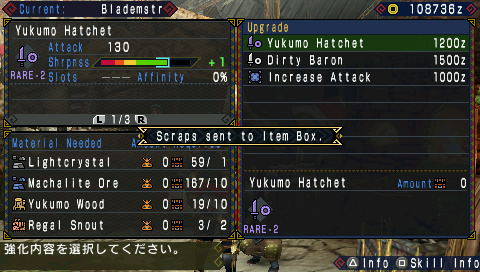 Current: Blademstr
108736z
Yukumo Hatchet
Attack 130
Shrpnss +1
RARE-2 Slots --- Affinity 0%
L 1/3 R
Upgrade
Yukumo Hatchet 1200z
Dirty Baron 1500z
Increase Attack 1000z
Scraps sent to Item Box.
Material Needed
Lightcrystal 0 59/ 1
Machalite Ore 0 167/10
Yukumo Wood 0 19/10
Regal Snout 0 3/ 2
Yukumo Hatchet Amount 0
RARE-2
強化内容を選択してください。
△ Info □ Skill Info